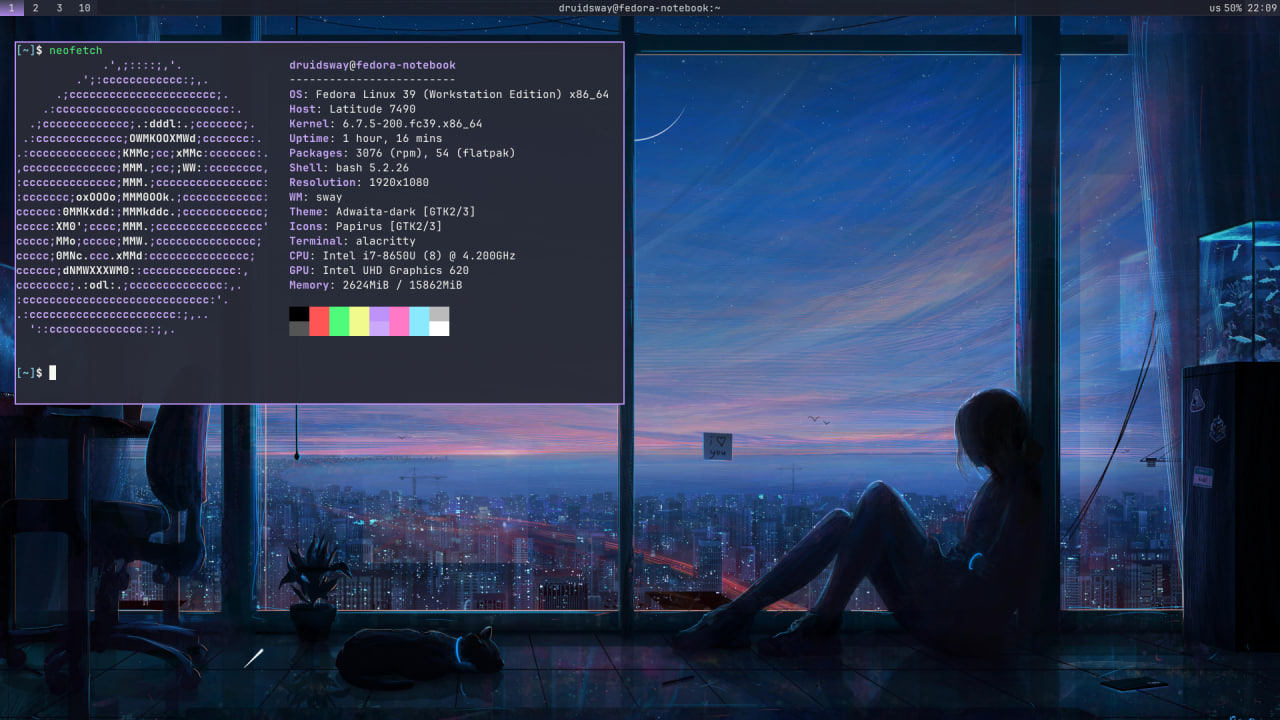 1 2 3 10 druidsway@fedora-notebook:~ us 50% 22:09
[~]$ neofetch
.',;::::;,'. druidsway@fedora-notebook
.';:cccccccccccc:;,. -------------------------
.;cccccccccccccccccccccc;. OS: Fedora Linux 39 (Workstation Edition) x86_64
.:cccccccccccccccccccccccccc:. Host: Latitude 7490
.;ccccccccccccc;.:dddl:.;ccccccc;. Kernel: 6.7.5-200.fc39.x86_64
.:ccccccccccccc;OWMKOOXMWd;ccccccc:. Uptime: 1 hour, 16 mins
.:ccccccccccccc;KMMc;cc;xMMc:ccccccc:. Packages: 3076 (rpm), 54 (flatpak)
,cccccccccccccc;MMM.;cc;;WW::cccccccc, Shell: bash 5.2.26
:cccccccccccccc;MMM.;cccccccccccccccc: Resolution: 1920x1080
:ccccccc;oxOOOo;MMM0OOk.;cccccccccccc: WM: sway
cccccc:0MMKxdd:;MMMkddc.;cccccccccccc; Theme: Adwaita-dark [GTK2/3]
ccccc:XM0';cccc;MMM.;cccccccccccccccc' Icons: Papirus [GTK2/3]
ccccc;MMo;ccccc;MMW.;ccccccccccccccc; Terminal: alacritty
ccccc;0MNc.ccc.xMMd:ccccccccccccccc; CPU: Intel i7-8650U (8) @ 4.200GHz
cccccc;dNMWXXXWM0::cccccccccccccc:, GPU: Intel UHD Graphics 620
cccccccc;.:odl:.;cccccccccccccc:,. Memory: 2624MiB / 15862MiB
:cccccccccccccccccccccccccccc:'.
.:cccccccccccccccccccccc:;,..
'::cccccccccccccc::;,.
[~]$
i ♡
you